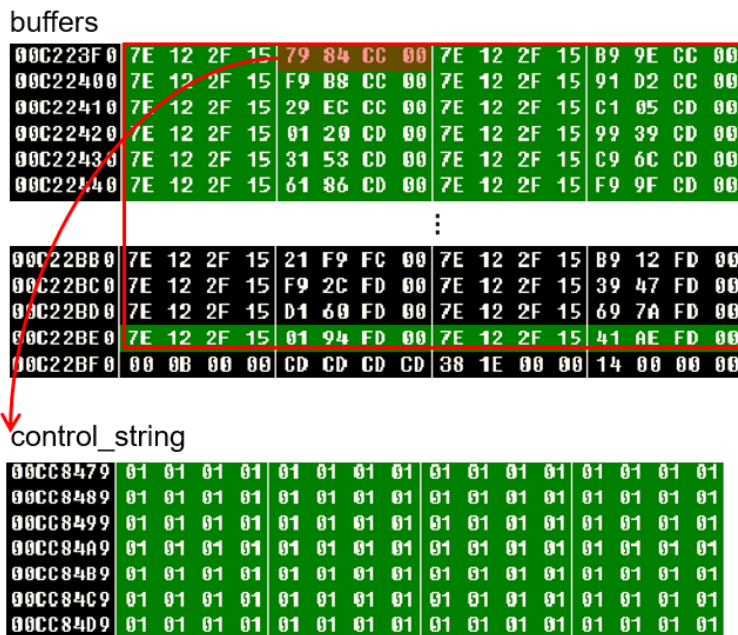 buffers
00C223F0 7E 12 2F 15 79 84 CC 00 7E 12 2F 15 B9 9E CC 00
00C22400 7E 12 2F 15 F9 B8 CC 00 7E 12 2F 15 91 D2 CC 00
00C22410 7E 12 2F 15 29 EC CC 00 7E 12 2F 15 C1 05 CD 00
00C22420 7E 12 2F 15 01 20 CD 00 7E 12 2F 15 99 39 CD 00
00C22430 7E 12 2F 15 31 53 CD 00 7E 12 2F 15 C9 6C CD 00
00C22440 7E 12 2F 15 61 86 CD 00 7E 12 2F 15 F9 9F CD 00
⋮
00C22BB0 7E 12 2F 15 21 F9 FC 00 7E 12 2F 15 B9 12 FD 00
00C22BC0 7E 12 2F 15 F9 2C FD 00 7E 12 2F 15 39 47 FD 00
00C22BD0 7E 12 2F 15 D1 60 FD 00 7E 12 2F 15 69 7A FD 00
00C22BE0 7E 12 2F 15 01 94 FD 00 7E 12 2F 15 41 AE FD 00
00C22BF0 00 0B 00 00 CD CD CD CD 38 1E 00 00 14 00 00 00
control_string
00CC8479 01 01 01 01 01 01 01 01 01 01 01 01 01 01 01 01
00CC8489 01 01 01 01 01 01 01 01 01 01 01 01 01 01 01 01
00CC8499 01 01 01 01 01 01 01 01 01 01 01 01 01 01 01 01
00CC84A9 01 01 01 01 01 01 01 01 01 01 01 01 01 01 01 01
00CC84B9 01 01 01 01 01 01 01 01 01 01 01 01 01 01 01 01
00CC84C9 01 01 01 01 01 01 01 01 01 01 01 01 01 01 01 01
00CC84D9 01 01 01 01 01 01 01 01 01 01 01 01 01 01 01 01